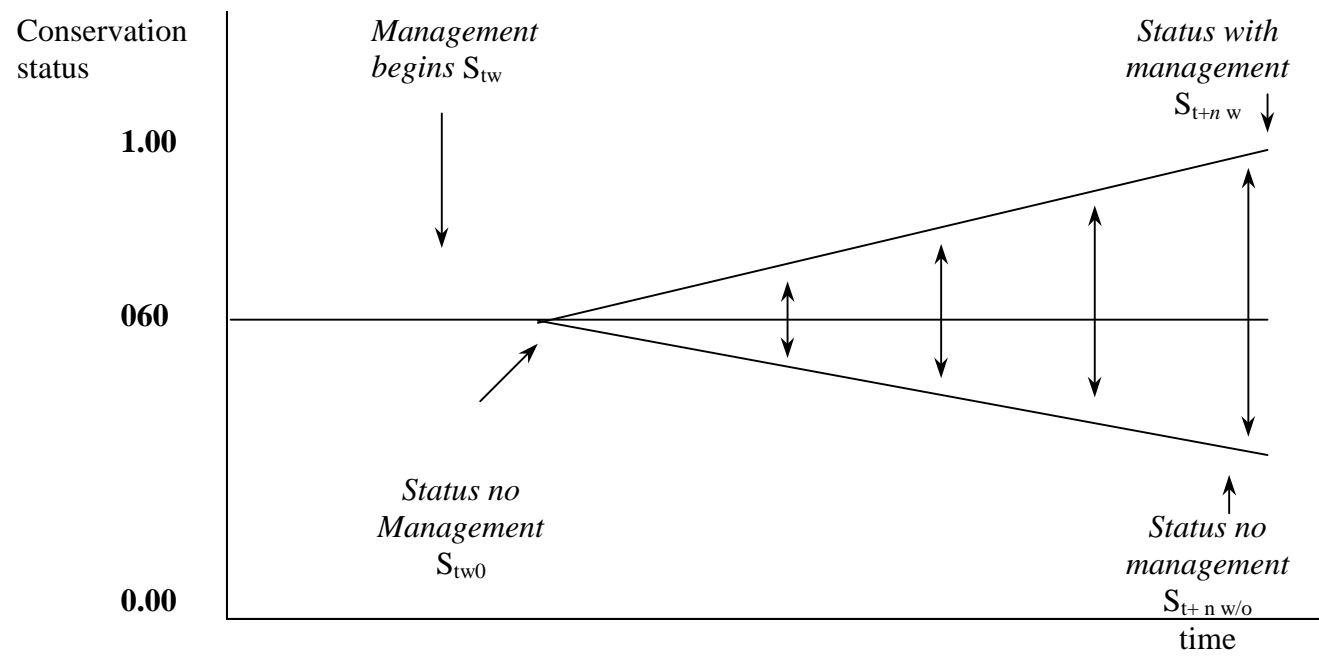 Conservation
status
Management
begins Stw
Status with
management
St+n w
1.00
060
Status no
Management
Stw0
0.00
Status no
management
St+ n w/o
time